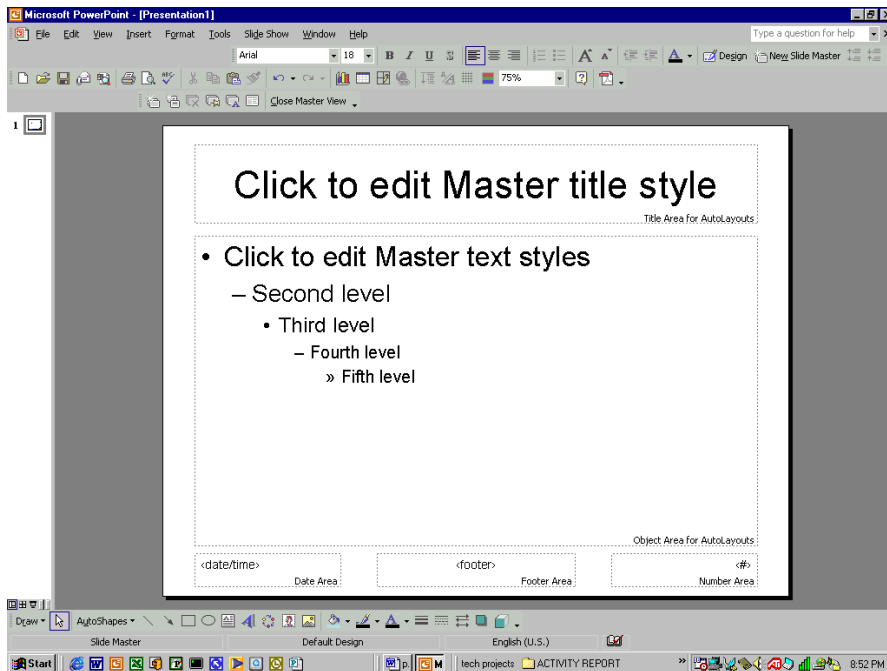 Microsoft PowerPoint - [Presentation1]
File Edit View Insert Format Tools Slide Show Window Help Type a question for help
Arial 18 B I U S A A A Design New Slide Master
75%
Close Master View
1
Click to edit Master title style
Title Area for AutoLayouts
• Click to edit Master text styles
– Second level
• Third level
– Fourth level
» Fifth level
Object Area for AutoLayouts
<date/time> <footer> <#>
Date Area Footer Area Number Area
Draw AutoShapes
Slide Master Default Design English (U.S.)
Start p. M tech projects ACTIVITY REPORT » 8:52 PM